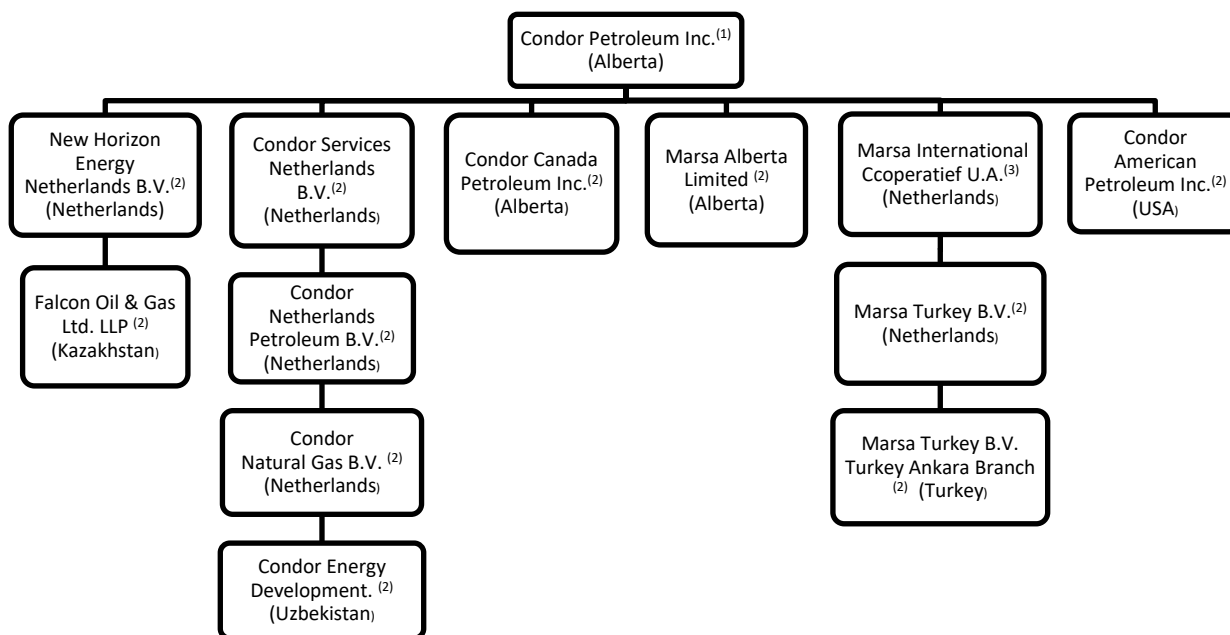 Condor Petroleum Inc.(1)
(Alberta)
New Horizon
Energy
Netherlands B.V.(2)
(Netherlands)
Condor Services
Netherlands
B.V.(2)
(Netherlands)
Condor Canada
Petroleum Inc.(2)
(Alberta)
Marsa Alberta
Limited (2)
(Alberta)
Marsa International
Ccoperatief U.A.(3)
(Netherlands)
Condor
American
Petroleum Inc.(2)
(USA)
Falcon Oil & Gas
Ltd. LLP (2)
(Kazakhstan)
Condor
Netherlands
Petroleum B.V.(2)
(Netherlands)
Marsa Turkey B.V.(2)
(Netherlands)
Condor
Natural Gas B.V. (2)
(Netherlands)
Marsa Turkey B.V.
Turkey Ankara Branch
(2) (Turkey)
Condor Energy
Development. (2)
(Uzbekistan)